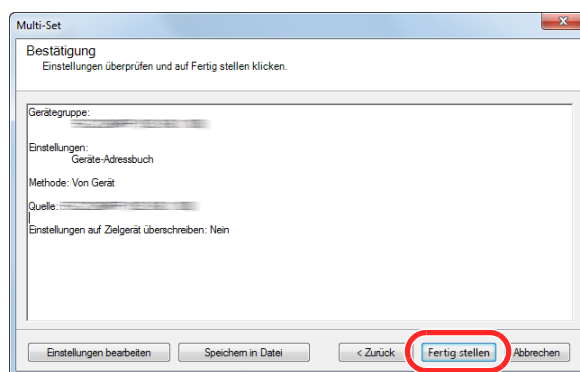 Multi-Set
Bestätigung
Einstellungen überprüfen und auf Fertig stellen klicken.
Gerätegruppe:
Einstellungen:
Geräte-Adressbuch
Methode: Von Gerät
Quelle:
Einstellungen auf Zielgerät überschreiben: Nein
Einstellungen bearbeiten
Speichern in Datei
< Zurück
Fertig stellen
Abbrechen